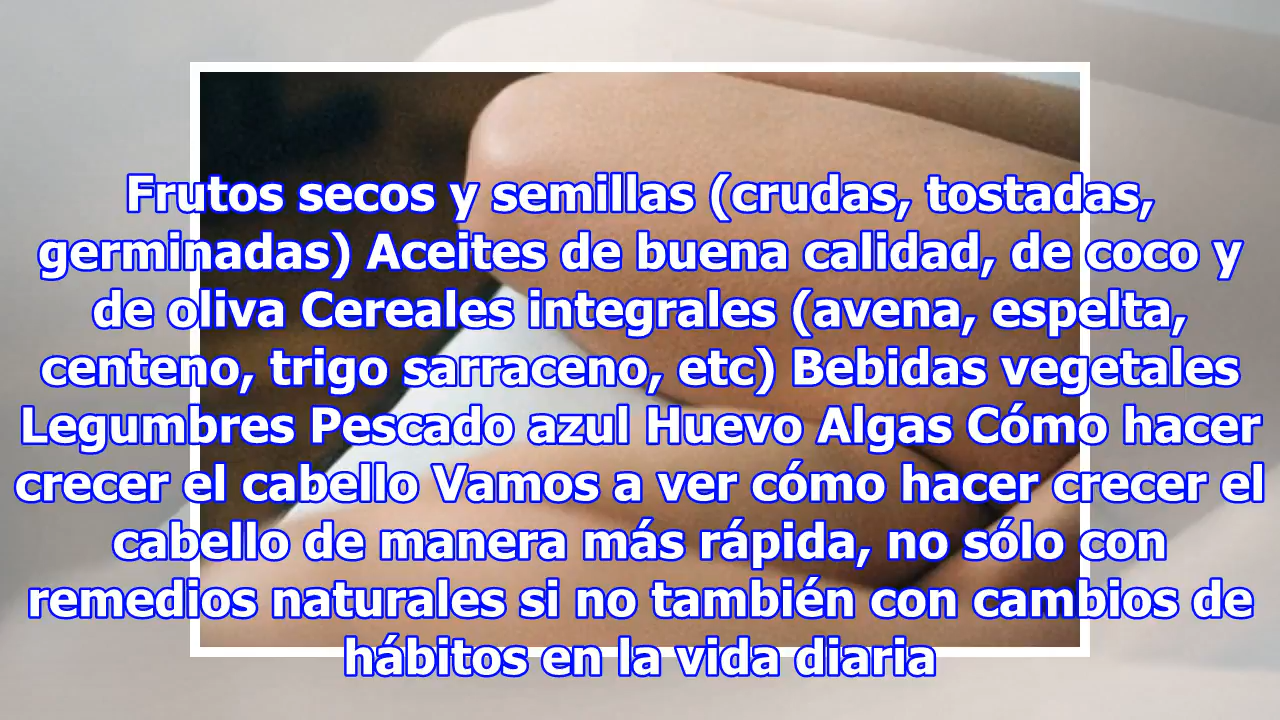 Frutos secos y semillas (crudas, tostadas,
germinadas) Aceites de buena calidad, de coco y
de oliva Cereales integrales (avena, espelta,
centeno, trigo sarraceno, etc) Bebidas vegetales
Legumbres Pescado azul Huevo Algas Cómo hacer
crecer el cabello Vamos a ver cómo hacer crecer el
cabello de manera más rápida, no sólo con
remedios naturales si no también con cambios de
hábitos en la vida diaria